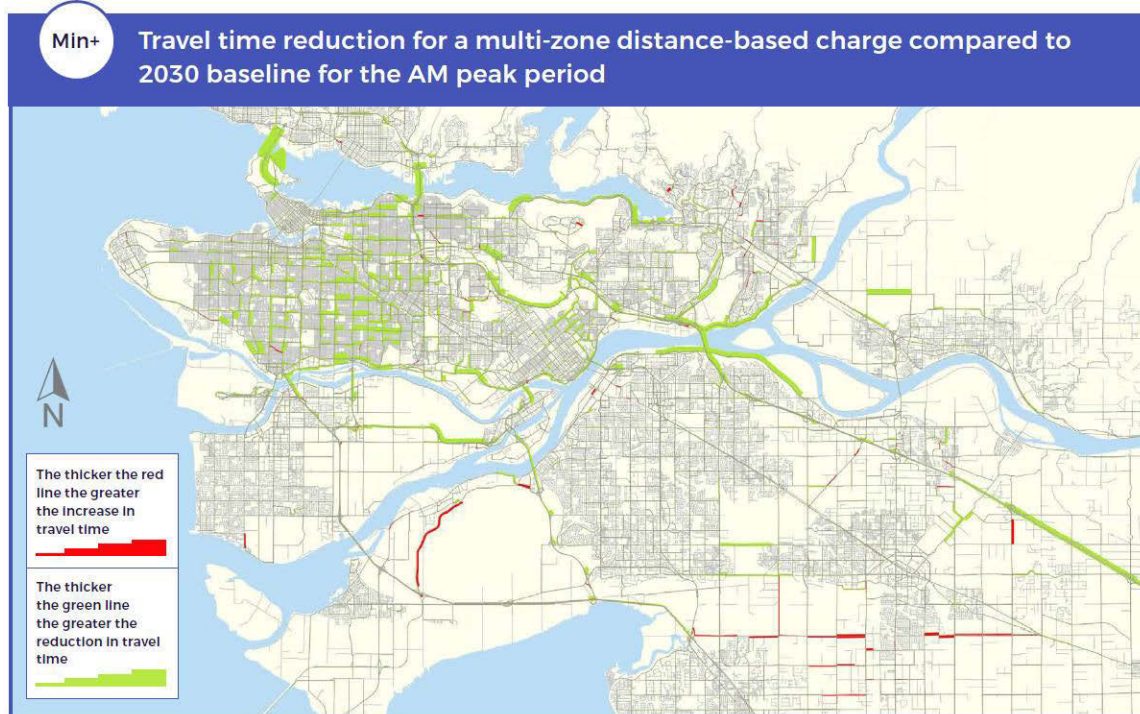 Min+
Travel time reduction for a multi-zone distance-based charge compared to
2030 baseline for the AM peak period
N
The thicker the red
line the greater
the increase in
travel time
The thicker
the green line
the greater the
reduction in travel
time